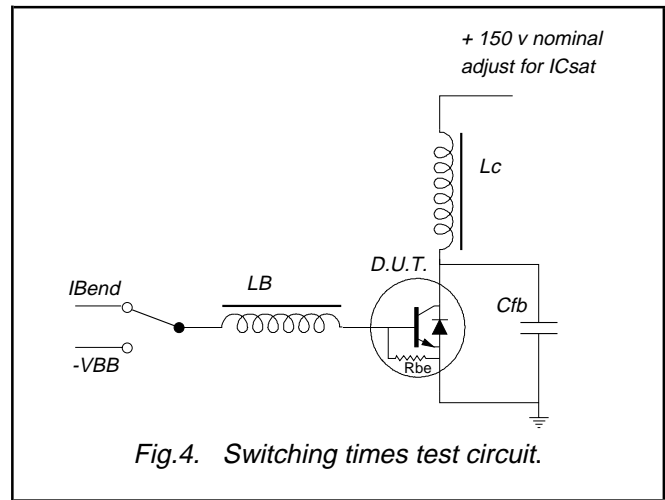 + 150 v nominal
adjust for ICsat
Lc
D.U.T.
IBend
LB
Cfb
-VBB
Rbe
Fig.4. Switching times test circuit.